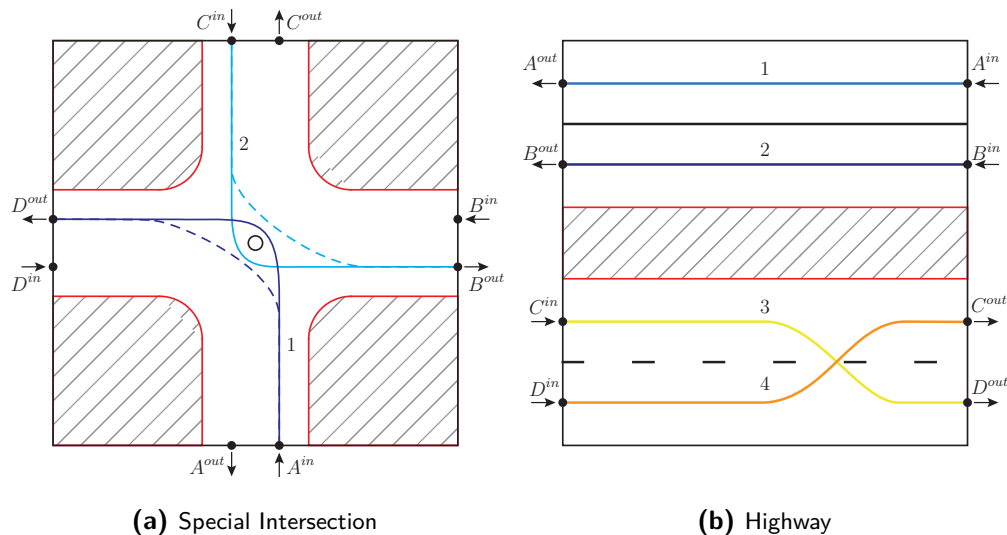 C^in C^out
2
D^out B^in
D^in B^out
1
A^out A^in
(a) Special Intersection
A^out 1 A^in
B^out 2 B^in
C^in 3 C^out
D^in 4 D^out
(b) Highway